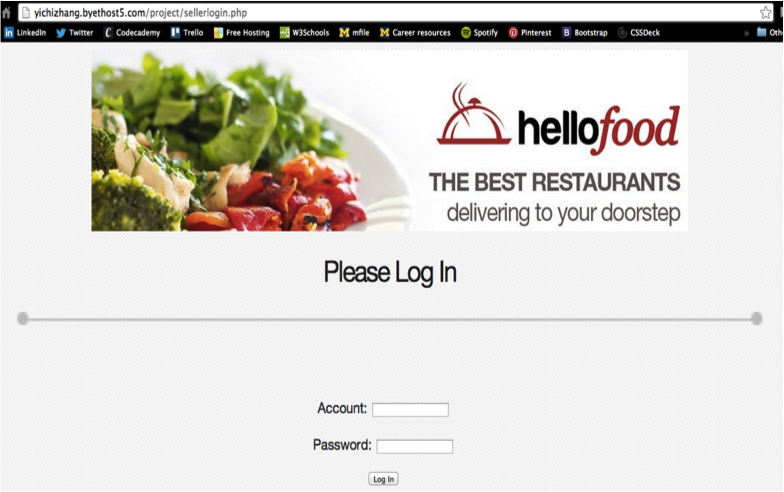 yichizhang.byethost5.com/project/sellerlogin.php
LinkedIn Twitter Codecademy Trello Free Hosting W3Schools mfile Career resources Spotify Pinterest Bootstrap CSSDeck » Oth
hellofood
THE BEST RESTAURANTS
delivering to your doorstep
Please Log In
Account:
Password:
Log In